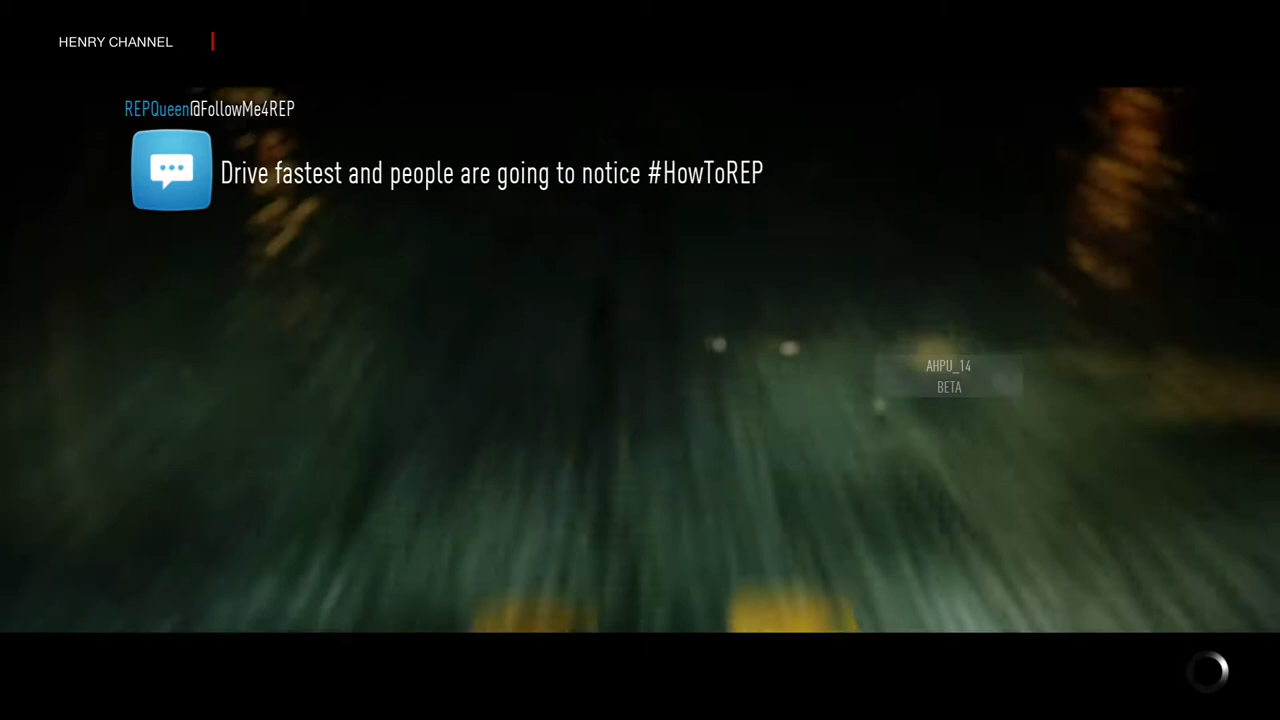 HENRY CHANNEL
REPQueen@FollowMe4REP
Drive fastest and people are going to notice #HowToREP
AHPU_14
BETA